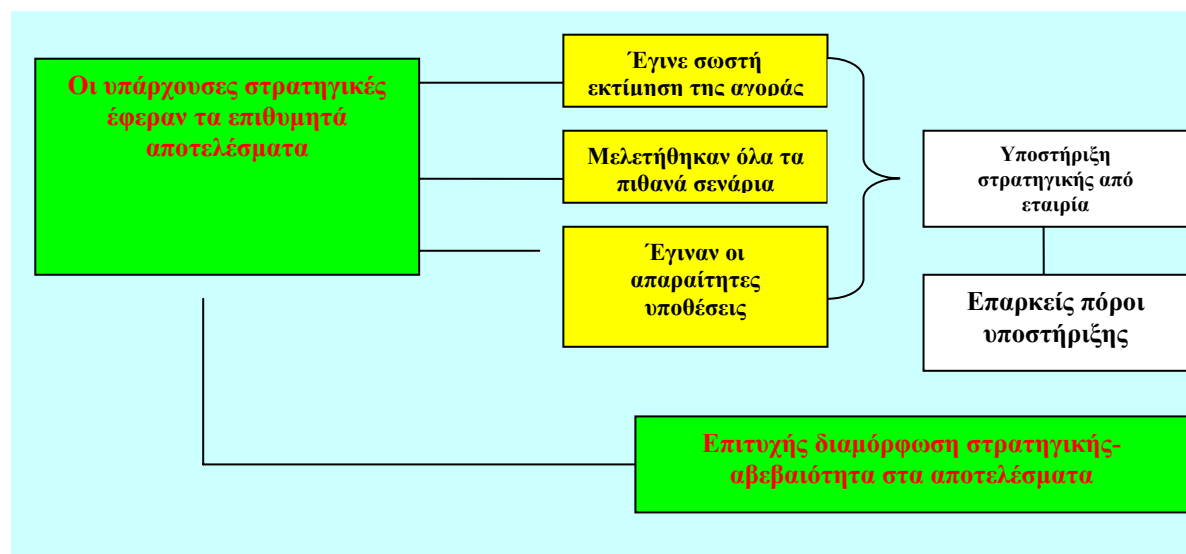 Οι υπάρχουσες στρατηγικές
έφεραν τα επιθυμητά
αποτελέσματα
Έγινε σωστή
εκτίμηση της αγοράς
Μελετήθηκαν όλα τα
πιθανά σενάρια
Έγιναν οι
απαραίτητες
υποθέσεις
Υποστήριξη
στρατηγικής από
εταιρία
Επαρκείς πόροι
υποστήριξης
Επιτυχής διαμόρφωση στρατηγικής-
αβεβαιότητα στα αποτελέσματα